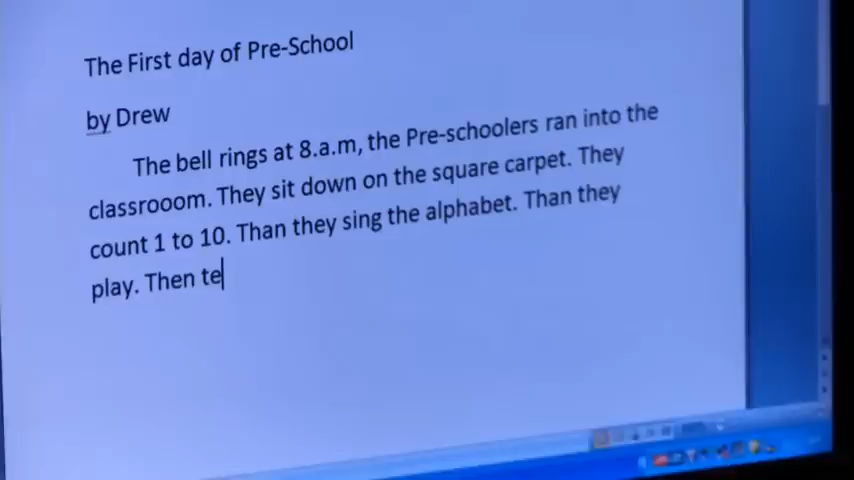 The First day of Pre-School
by Drew
The bell rings at 8.a.m, the Pre-schoolers ran into the
classrooom. They sit down on the square carpet. They
count 1 to 10. Than they sing the alphabet. Than they
play. Then te